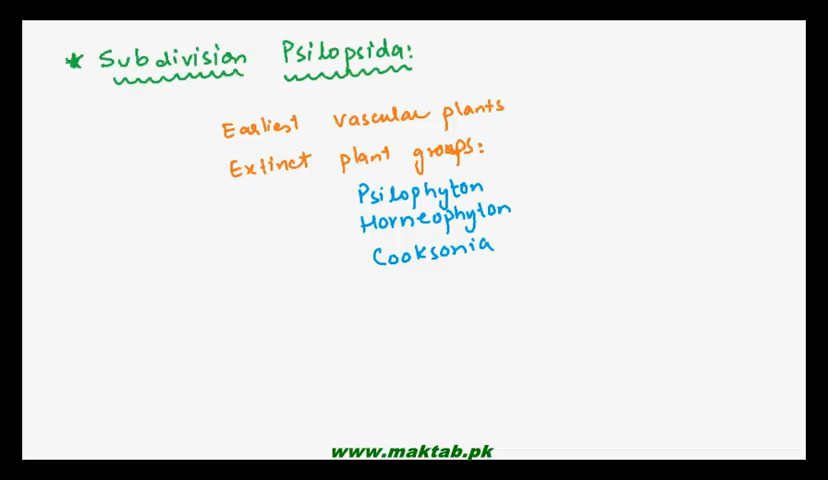 * Subdivision Psilopsida:
Earliest vascular plants
Extinct plant groups:
Psilophyton
Horneophyton
Cooksonia
www.maktab.pk